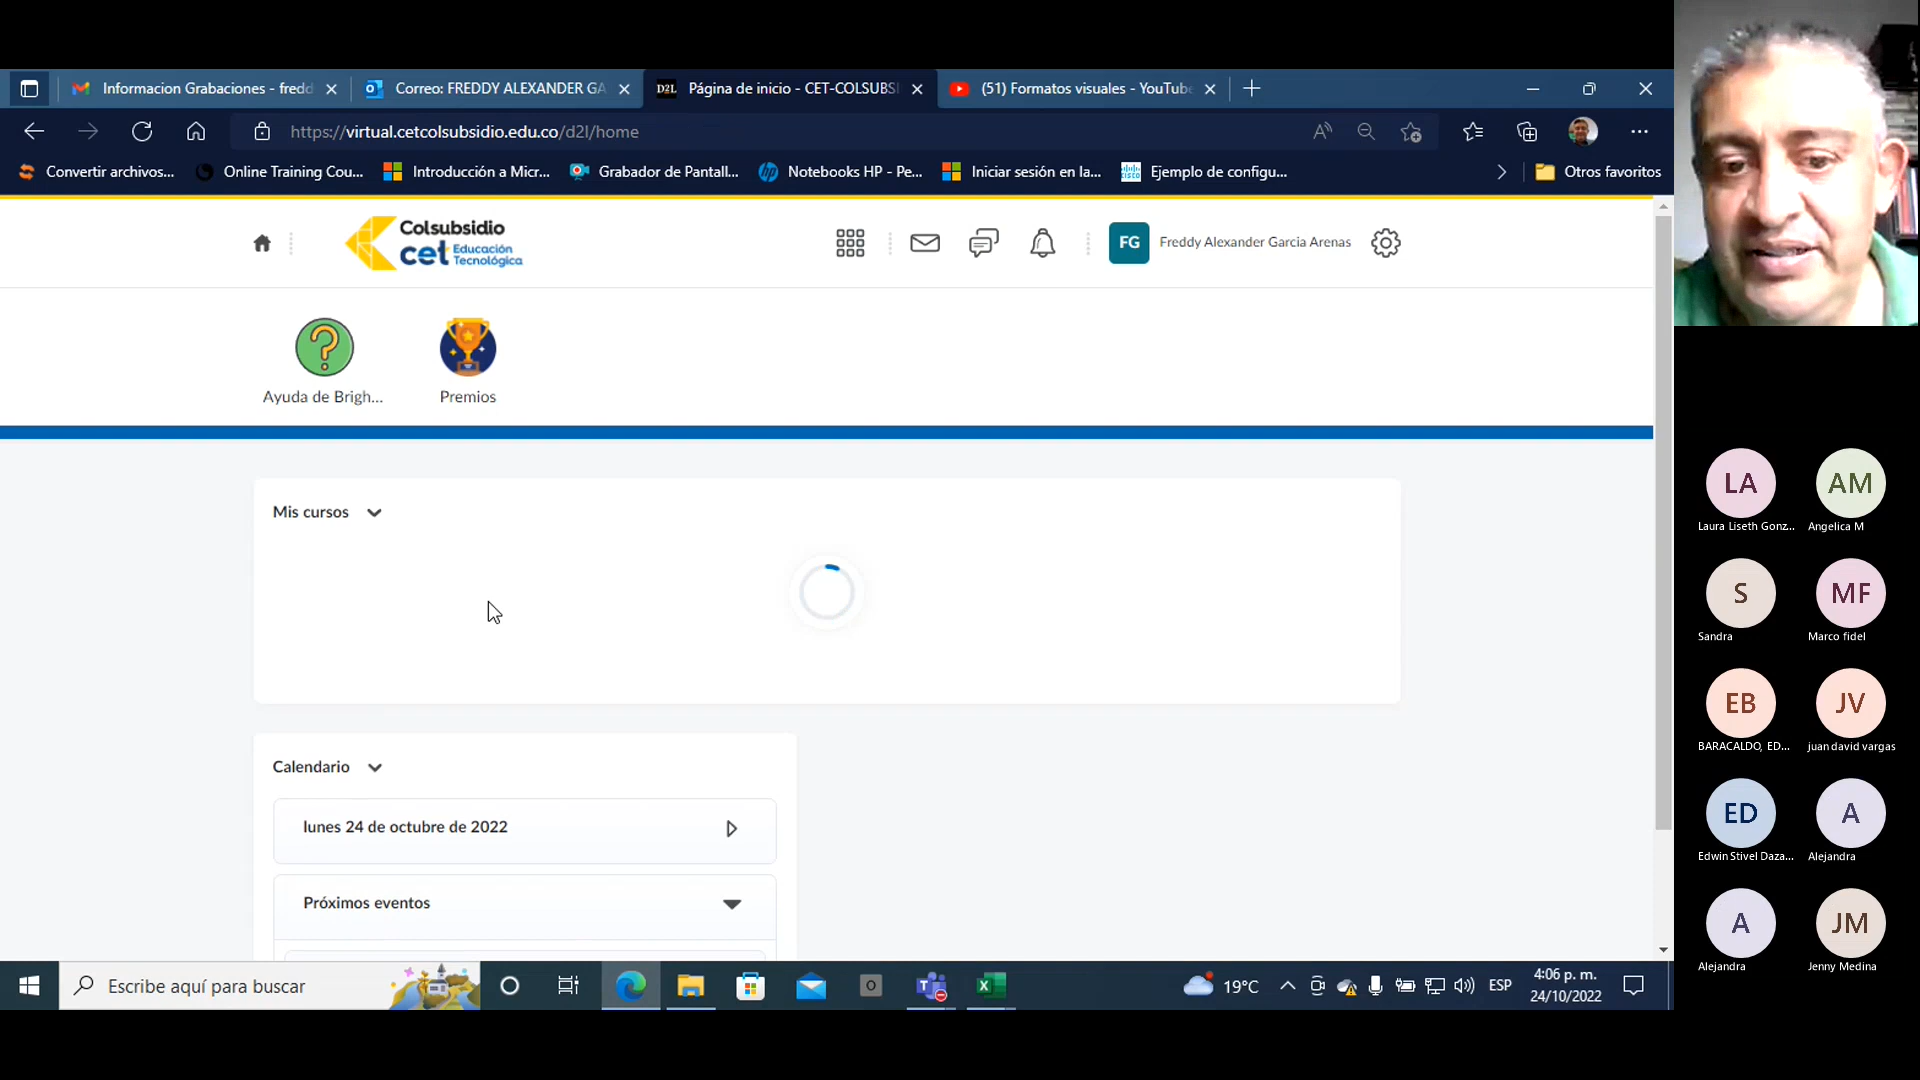 Informacion Grabaciones - fredd
Correo: FREDDY ALEXANDER GA
D2L Página de inicio - CET-COLSUBSI
(51) Formatos visuales - YouTube
https://virtual.cetcolsubsidio.edu.co/d2l/home
Convertir archivos...
Online Training Cou...
Introducción a Micr...
Grabador de Pantall...
Notebooks HP - Pe...
Iniciar sesión en la...
Ejemplo de configu...
Otros favoritos
Colsubsidio
cet Educación Tecnológica
FG Freddy Alexander Garcia Arenas
Ayuda de Brigh...
Premios
Mis cursos
Calendario
lunes 24 de octubre de 2022
Próximos eventos
LA
Laura Liseth Gonz...
AM
Angelica M
S
Sandra
MF
Marco fidel
EB
BARACALDO, ED...
JV
juan david vargas
ED
Edwin Stivel Daza...
A
Alejandra
A
Alejandra
JM
Jenny Medina
Escribe aquí para buscar
19°C
ESP
4:06 p. m.
24/10/2022